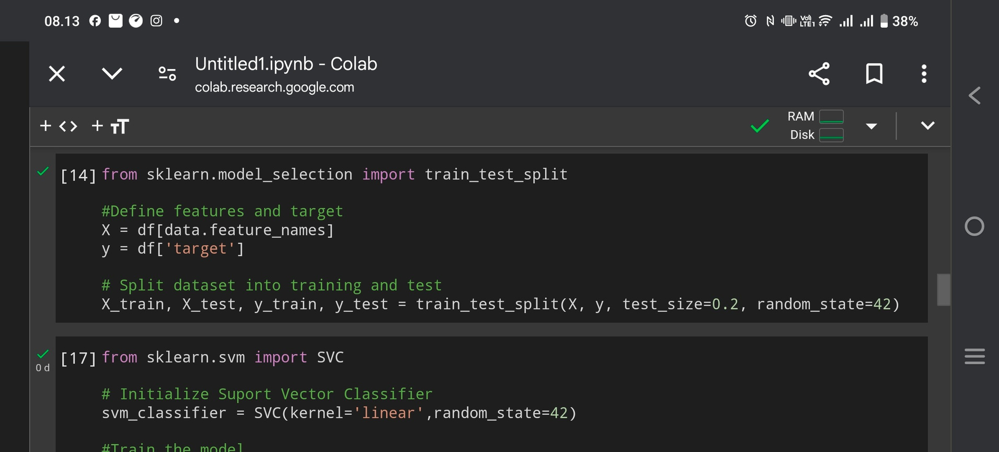 08.13
38%
Untitled1.ipynb - Colab
colab.research.google.com
RAM
Disk
[14] from sklearn.model_selection import train_test_split
#Define features and target
X = df[data.feature_names]
y = df['target']
# Split dataset into training and test
X_train, X_test, y_train, y_test = train_test_split(X, y, test_size=0.2, random_state=42)
0 d
[17] from sklearn.svm import SVC
# Initialize Suport Vector Classifier
svm_classifier = SVC(kernel='linear',random_state=42)
#Train the model